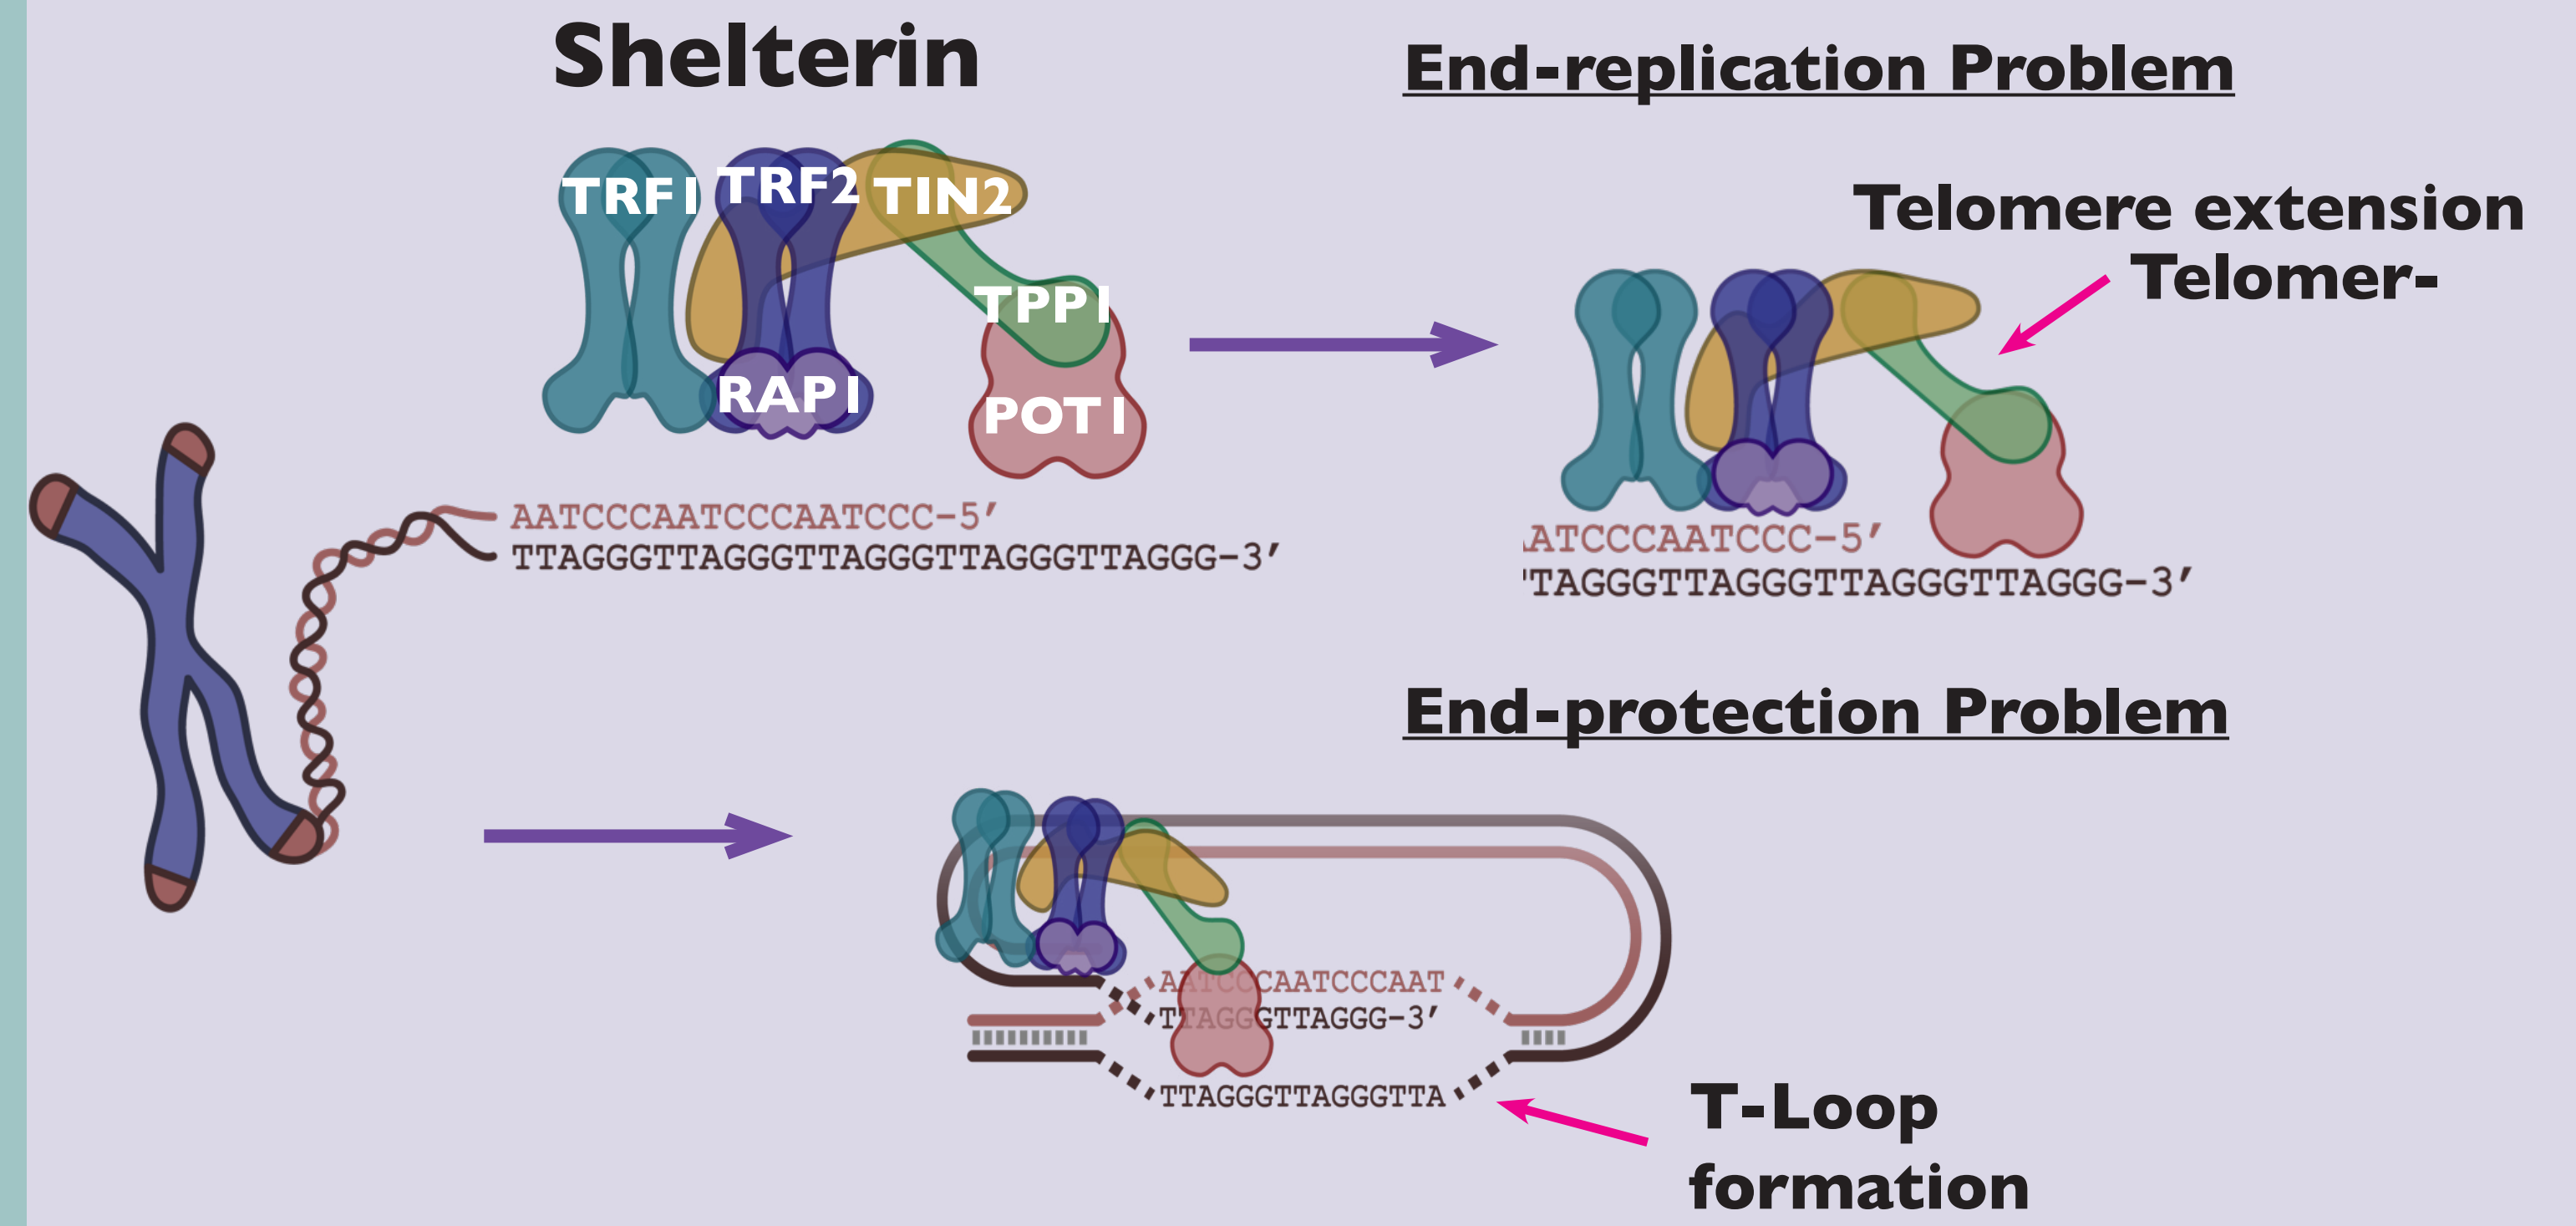 Shelterin
End-replication Problem
TRF1 TRF2 TIN2
TPP1
RAP1
POT1
Telomere extension
Telomer-
AATCCCAATCCCAATCCC-5′
TTAGGGTTAGGGTTAGGGTTAGGGTTAGGG-3′
ATCCCAATCCC-5′
TAGGGTTAGGGTTAGGGTTAGGG-3′
End-protection Problem
AATCCCAATCCCAAT
TTAGGGTTAGGG-3′
TTAGGGTTAGGGTTA
T-Loop
formation